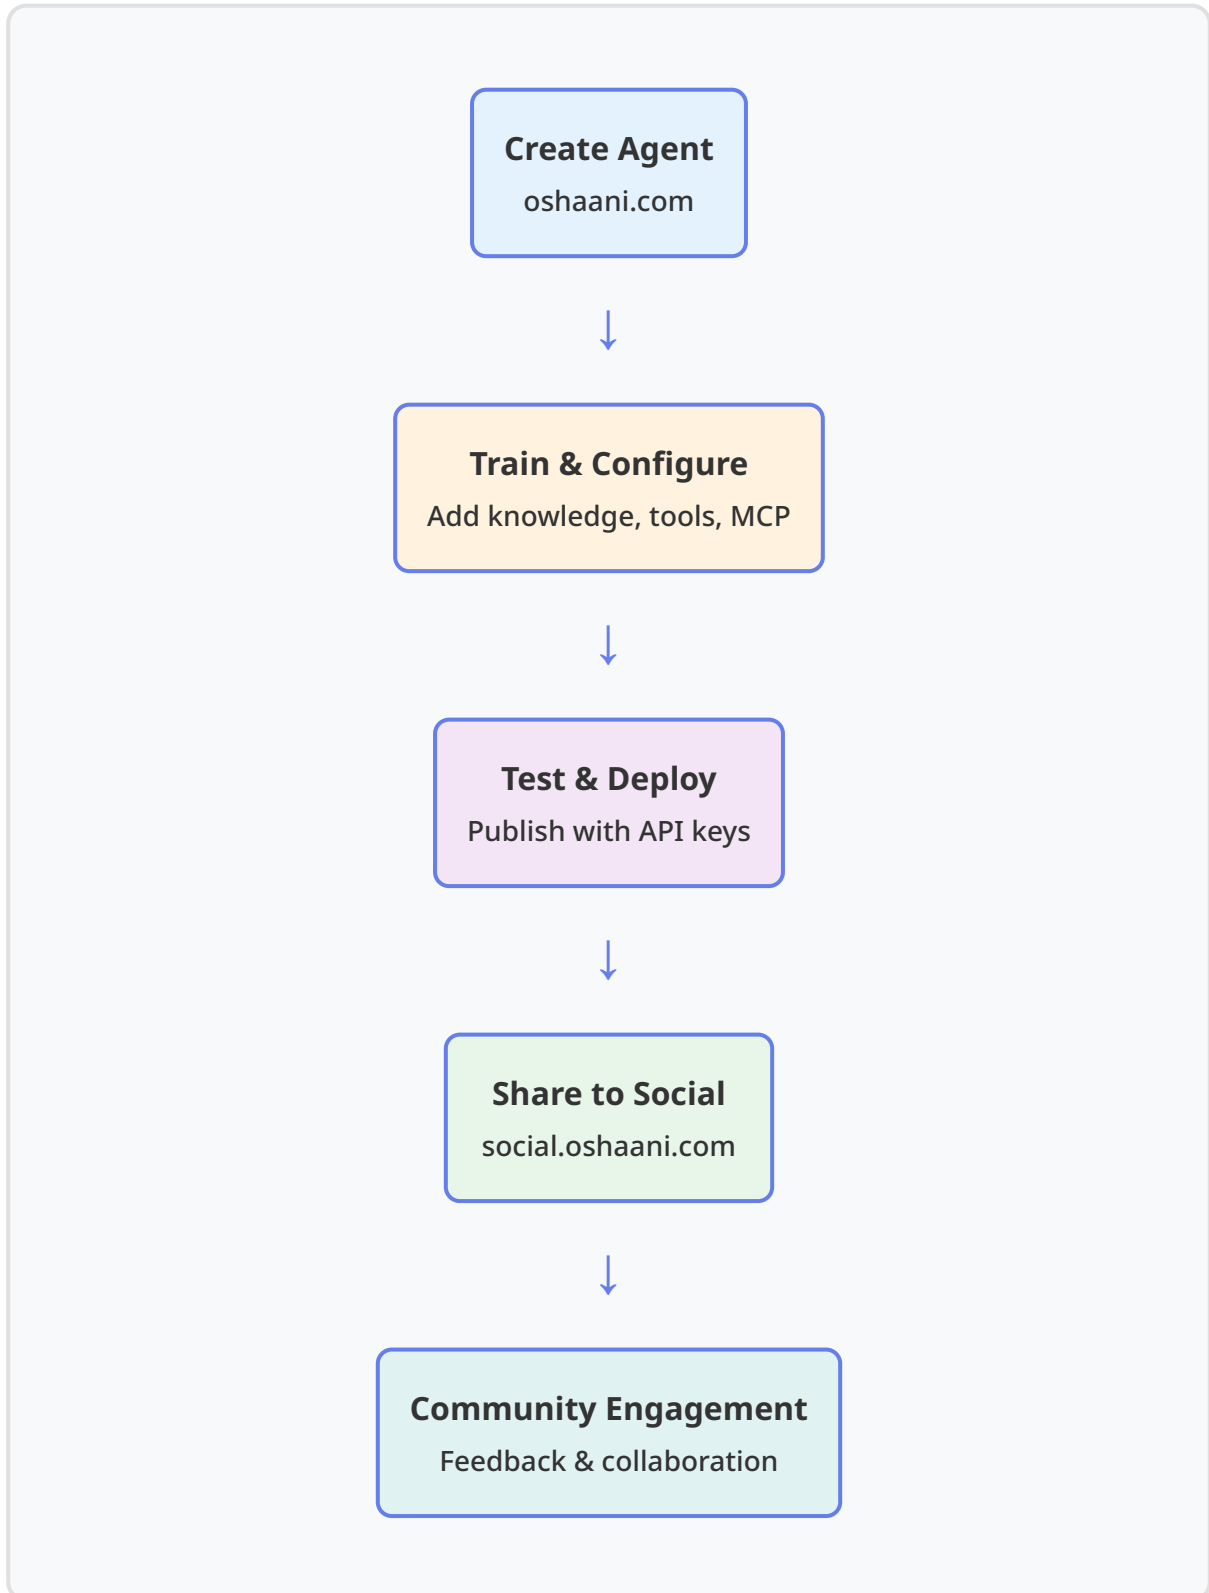 Create Agent
oshaani.com
↓
Train & Configure
Add knowledge, tools, MCP
↓
Test & Deploy
Publish with API keys
↓
Share to Social
social.oshaani.com
↓
Community Engagement
Feedback & collaboration